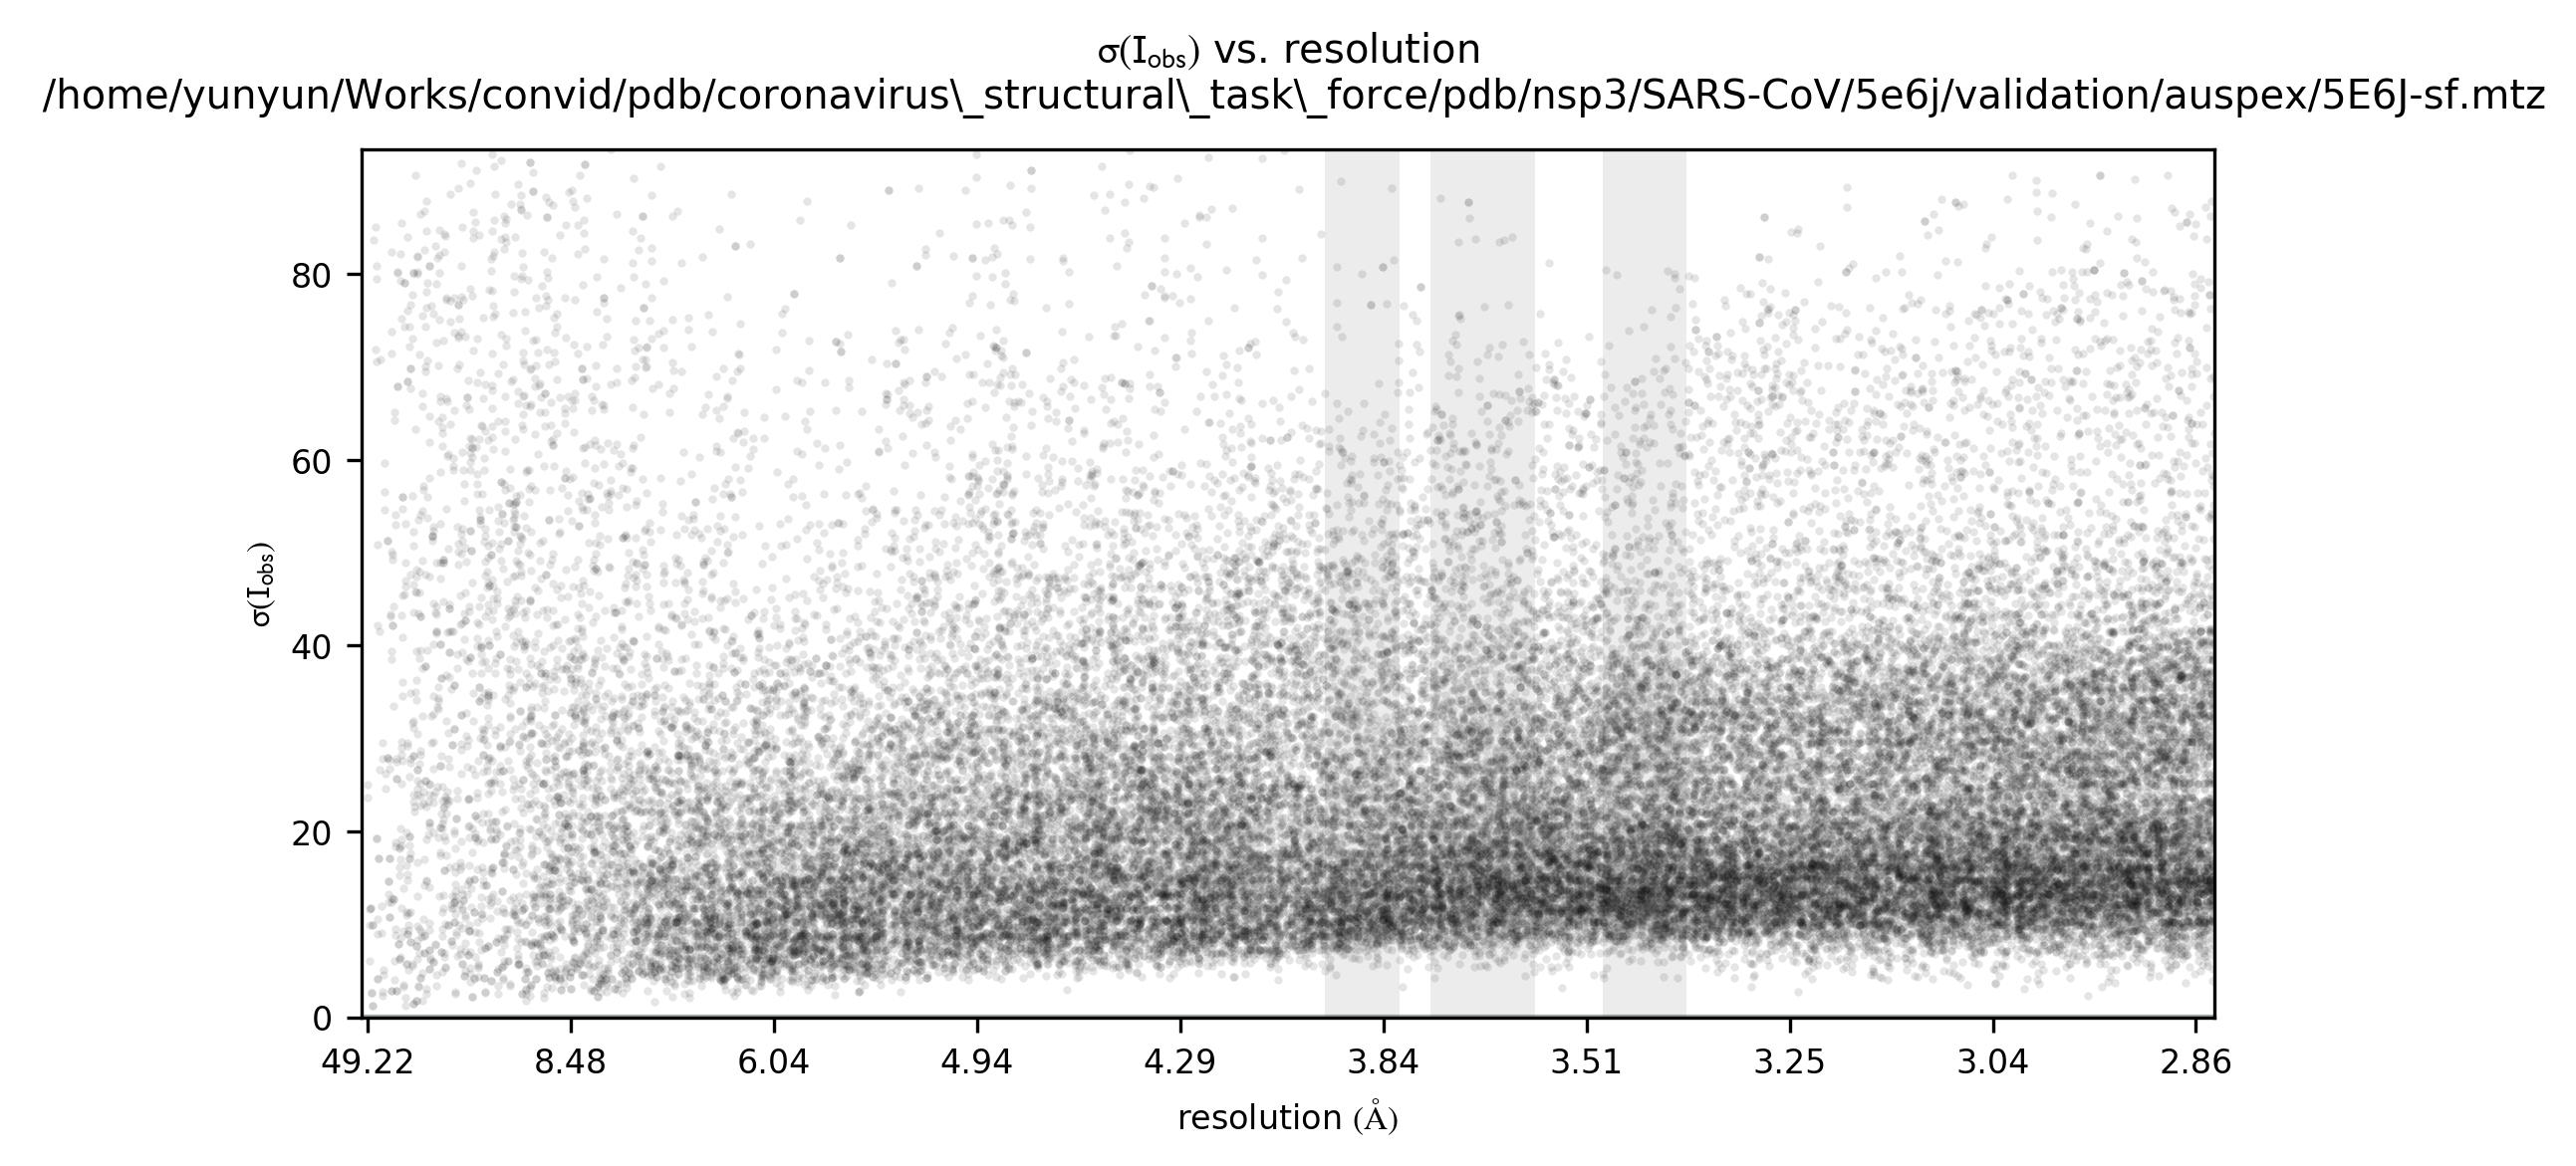 σ(I_obs) vs. resolution
/home/yunyun/Works/convid/pdb/coronavirus\_structural\_task\_force/pdb/nsp3/SARS-CoV/5e6j/validation/auspex/5E6J-sf.mtz
σ(I_obs)
80
60
40
20
0
49.22 8.48 6.04 4.94 4.29 3.84 3.51 3.25 3.04 2.86
resolution (Å)